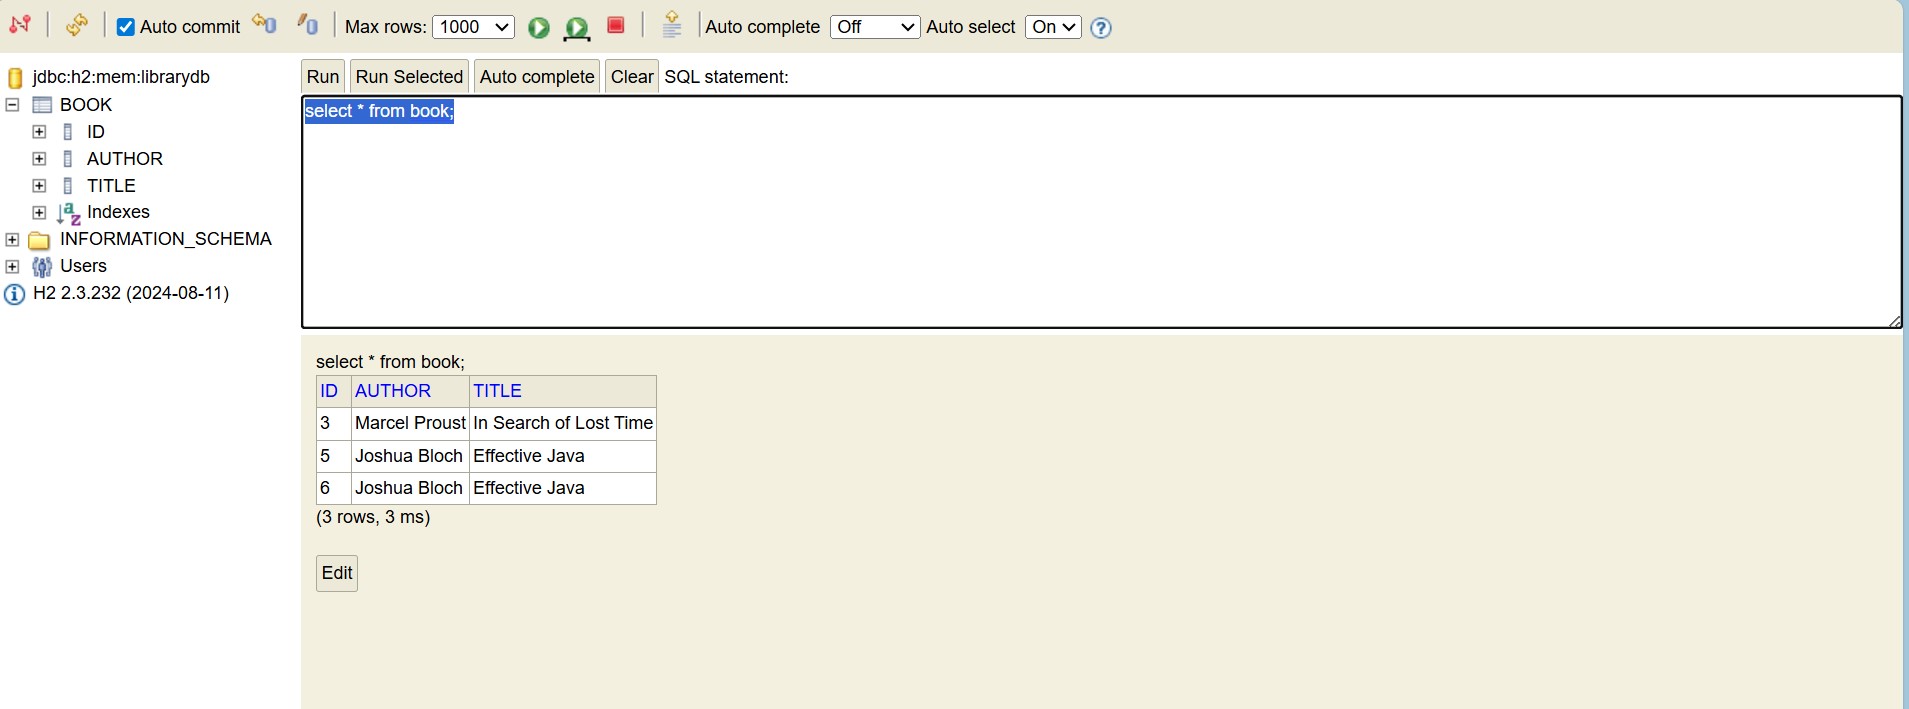 Auto commit Max rows: 1000 Auto complete Off Auto select On ?
jdbc:h2:mem:librarydb
BOOK
ID
AUTHOR
TITLE
Indexes
INFORMATION_SCHEMA
Users
H2 2.3.232 (2024-08-11)
Run Run Selected Auto complete Clear SQL statement:
select * from book;
select * from book;
ID AUTHOR TITLE
3 Marcel Proust In Search of Lost Time
5 Joshua Bloch Effective Java
6 Joshua Bloch Effective Java
(3 rows, 3 ms)
Edit